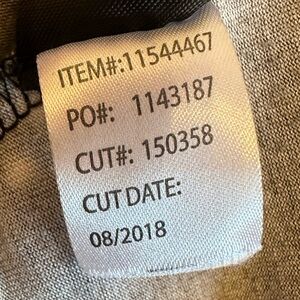 ITEM#:11544467
PO#: 1143187
CUT#: 150358
CUT DATE:
08/2018